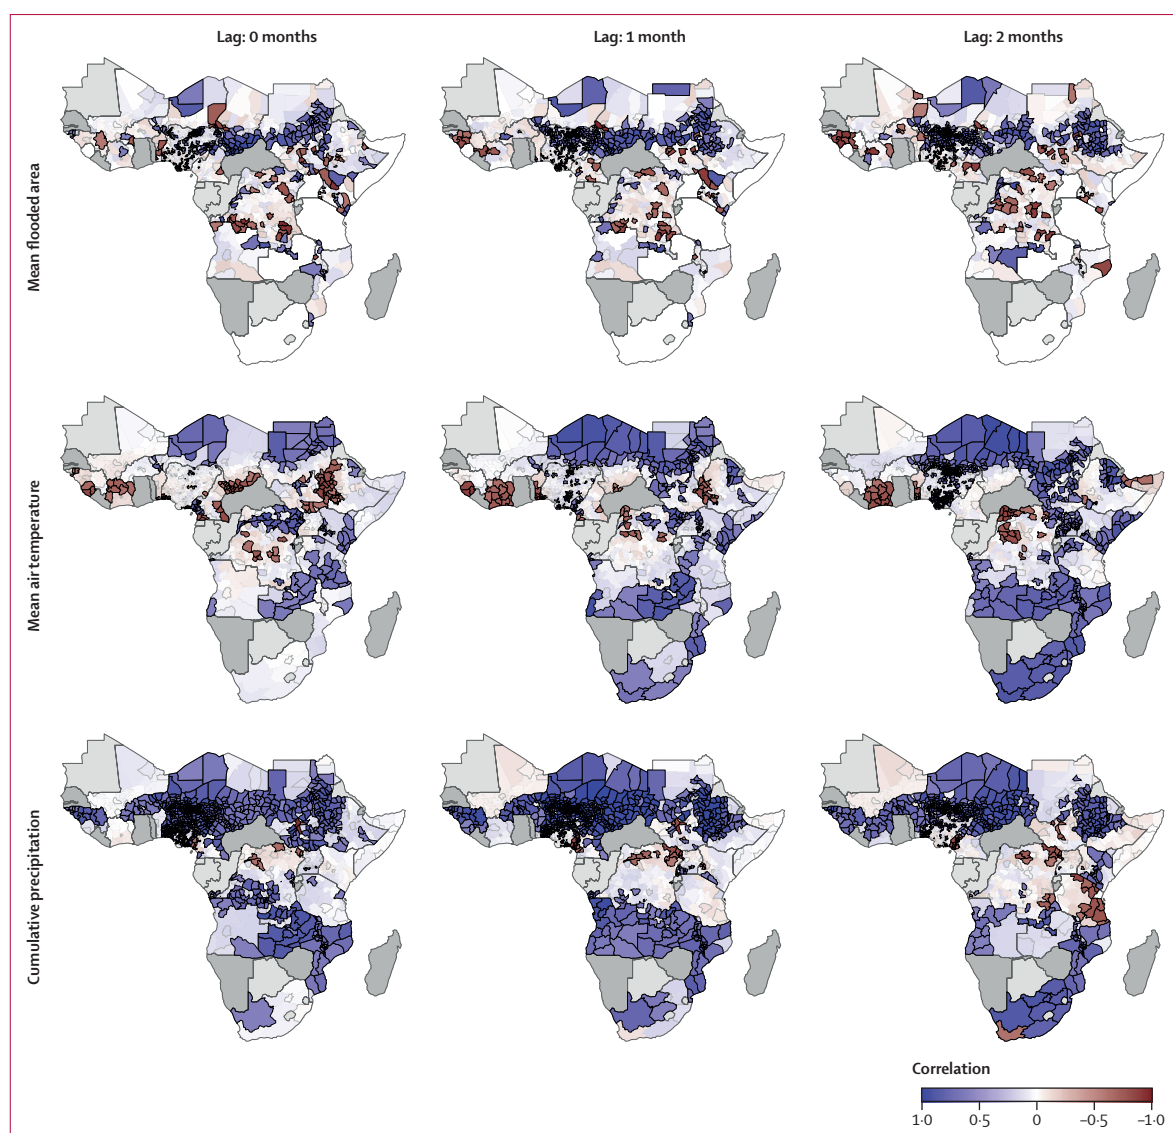 Lag: 0 months
Lag: 1 month
Lag: 2 months
Mean flooded area
Mean air temperature
Cumulative precipitation
Correlation
1·0 0·5 0 –0·5 –1·0